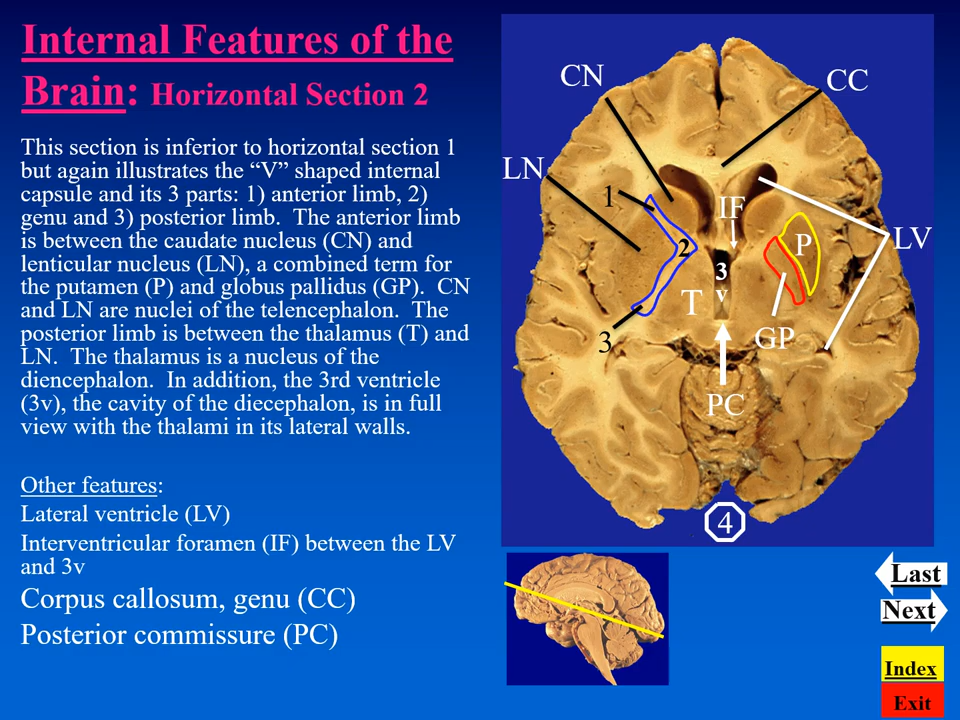 Internal Features of the
Brain: Horizontal Section 2
This section is inferior to horizontal section 1
but again illustrates the “V” shaped internal
capsule and its 3 parts: 1) anterior limb, 2)
genu and 3) posterior limb. The anterior limb
is between the caudate nucleus (CN) and
lenticular nucleus (LN), a combined term for
the putamen (P) and globus pallidus (GP). CN
and LN are nuclei of the telencephalon. The
posterior limb is between the thalamus (T) and
LN. The thalamus is a nucleus of the
diencephalon. In addition, the 3rd ventricle
(3v), the cavity of the diecephalon, is in full
view with the thalami in its lateral walls.
Other features:
Lateral ventricle (LV)
Interventricular foramen (IF) between the LV
and 3v
Corpus callosum, genu (CC)
Posterior commissure (PC)
CN
CC
LN
1
IF
2
P
LV
3
v
T
3
GP
PC
4
Last
Next
Index
Exit